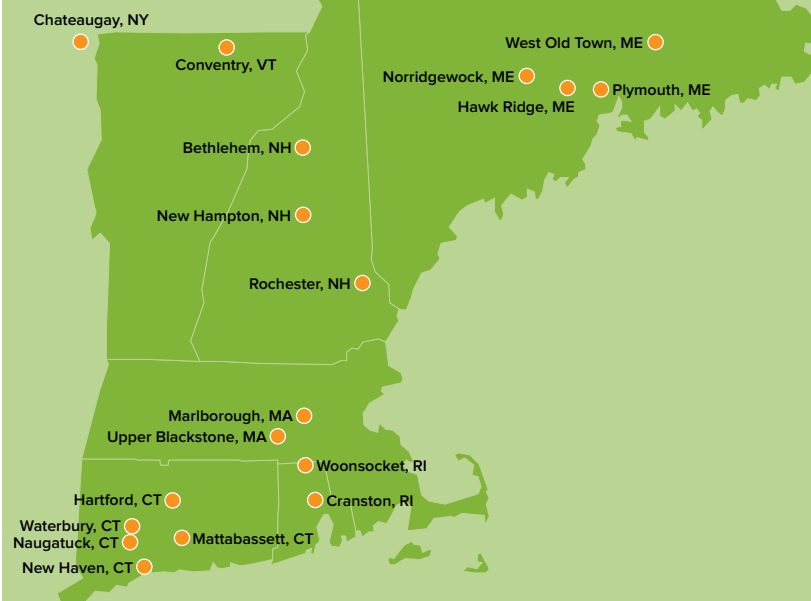 Chateaugay, NY
West Old Town, ME
Conventry, VT
Norridgewock, ME
Plymouth, ME
Hawk Ridge, ME
Bethlehem, NH
New Hampton, NH
Rochester, NH
Marlborough, MA
Upper Blackstone, MA
Woonsocket, RI
Hartford, CT
Cranston, RI
Waterbury, CT
Naugatuck, CT
Mattabassett, CT
New Haven, CT